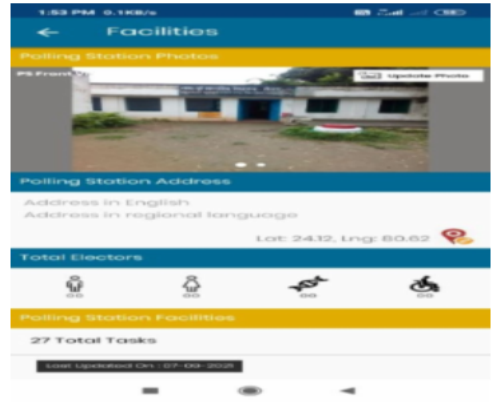 1:53 PM 0.1KB/s
Facilities
Polling Station Photos
PS Front
Update Photo
Polling Station Address
Address in English
Address in regional language
Lat: 24.12, Lng: 80.62
Total Electors
00 00 00 00
Polling Station Facilities
27 Total Tasks
Last Updated On : 07-09-2021